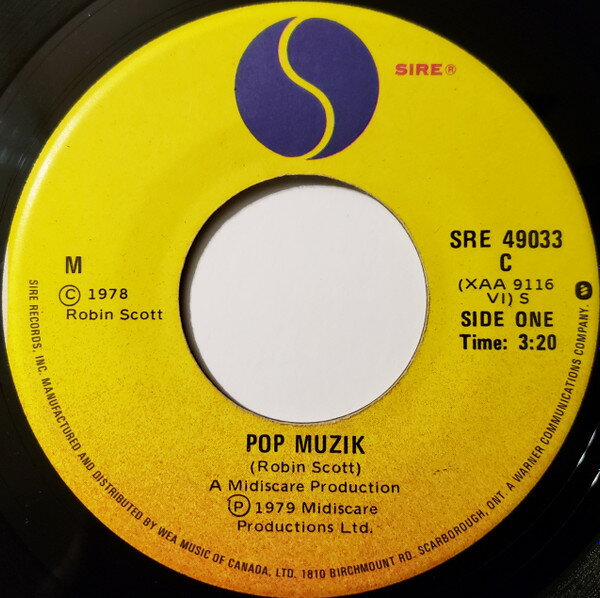 SIRE®
M
© 1978
Robin Scott
SRE 49033
C
(XAA 9116
VI) S
SIDE ONE
Time: 3:20
POP MUZIK
(Robin Scott)
A Midiscare Production
℗ 1979 Midiscare
Productions Ltd.
SIRE RECORDS, INC. MANUFACTURED AND DISTRIBUTED BY WEA MUSIC OF CANADA, LTD. 1810 BIRCHMOUNT RD. SCARBOROUGH, ONT. A WARNER COMMUNICATIONS COMPANY.